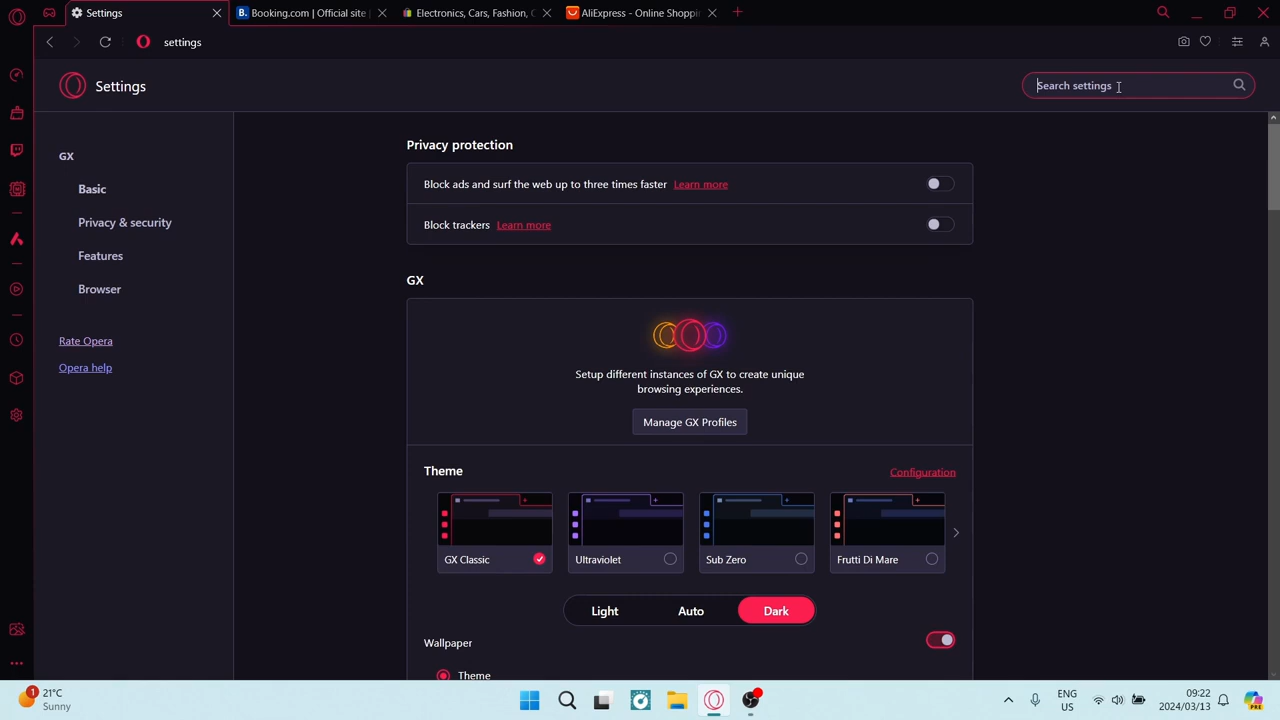 Settings
Booking.com | Official site |
Electronics, Cars, Fashion, C
AliExpress - Online Shoppi
settings
Settings
Search settings
GX
Basic
Privacy & security
Features
Browser
Rate Opera
Opera help
Privacy protection
Block ads and surf the web up to three times faster Learn more
Block trackers Learn more
GX
Setup different instances of GX to create unique
browsing experiences.
Manage GX Profiles
Theme
Configuration
GX Classic
Ultraviolet
Sub Zero
Frutti Di Mare
Light
Auto
Dark
Wallpaper
Theme
1
21°C
Sunny
ENG
US
09:22
2024/03/13
PRE